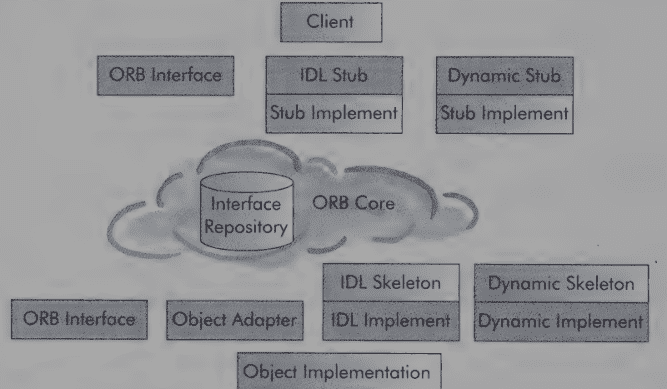 Client
ORB Interface
IDL Stub
Dynamic Stub
Stub Implement
Stub Implement
Interface
Repository
ORB Core
IDL Skeleton
Dynamic Skeleton
ORB Interface
Object Adapter
IDL Implement
Dynamic Implement
Object Implementation